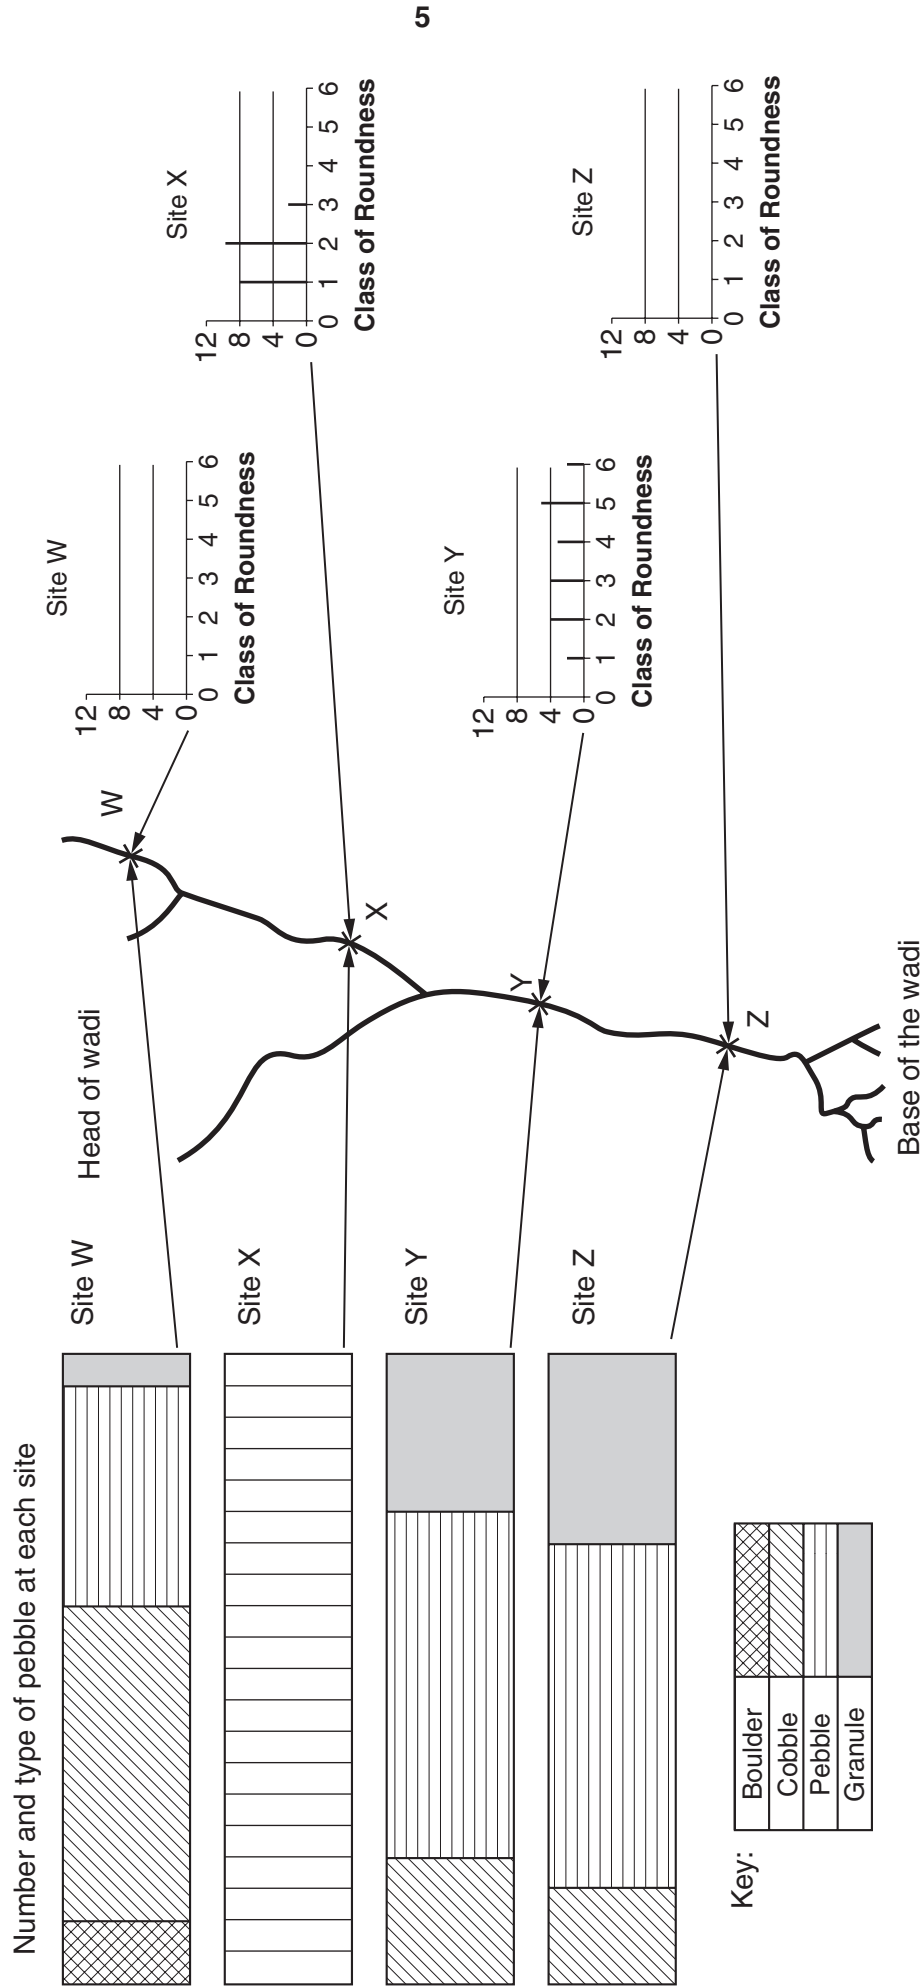 5
Number and type of pebble at each site
Site W
Site X
Site Y
Site Z
Key:
Boulder
Cobble
Pebble
Granule
Head of wadi
W
X
Y
Z
Base of the wadi
Site W
12
8
4
0
0 1 2 3 4 5 6
Class of Roundness
Site X
12
8
4
0
0 1 2 3 4 5 6
Class of Roundness
Site Y
12
8
4
0
0 1 2 3 4 5 6
Class of Roundness
Site Z
12
8
4
0
0 1 2 3 4 5 6
Class of Roundness